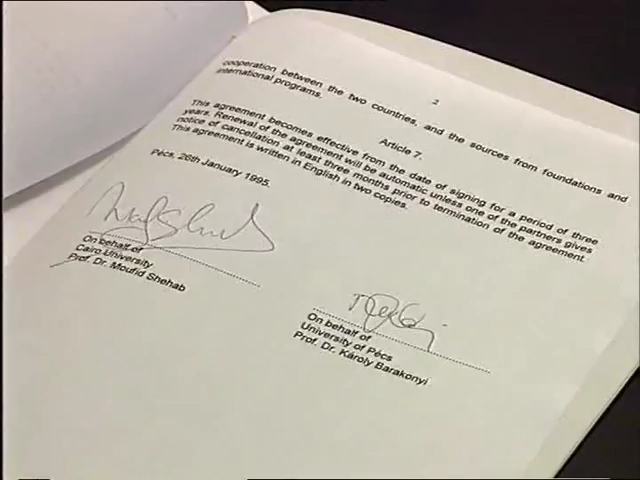 2
cooperation between the two countries, and the sources from foundations and
international programs.
Article 7.
This agreement becomes effective from the date of signing for a period of three
years. Renewal of the agreement will be automatic unless one of the partners gives
notice of cancellation at least three months prior to termination of the agreement.
This agreement is written in English in two copies.
Pécs, 26th January 1995.
On behalf of
Cairo University
Prof. Dr. Moufid Shehab
On behalf of
University of Pécs
Prof. Dr. Károly Barakonyi